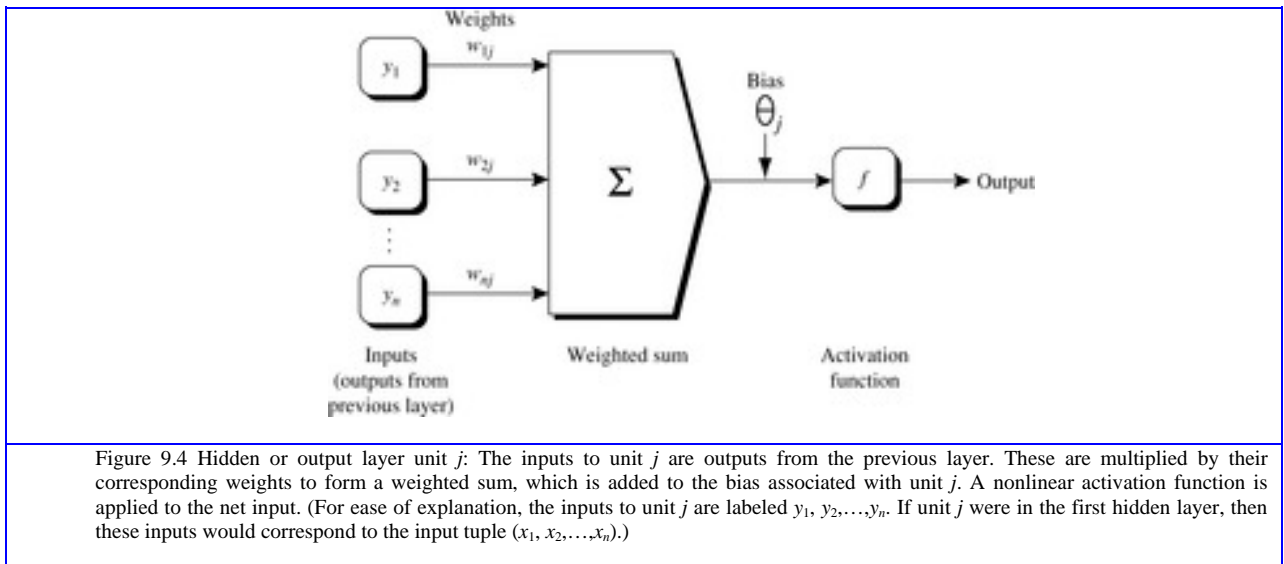 Weights
y1
w1j
y2
w2j
⋮
yn
wnj
Σ
Bias
θj
f
Output
Inputs
(outputs from
previous layer)
Weighted sum
Activation
function
Figure 9.4 Hidden or output layer unit j: The inputs to unit j are outputs from the previous layer. These are multiplied by their
corresponding weights to form a weighted sum, which is added to the bias associated with unit j. A nonlinear activation function is
applied to the net input. (For ease of explanation, the inputs to unit j are labeled y1, y2,…,yn. If unit j were in the first hidden layer, then
these inputs would correspond to the input tuple (x1, x2,…,xn).)